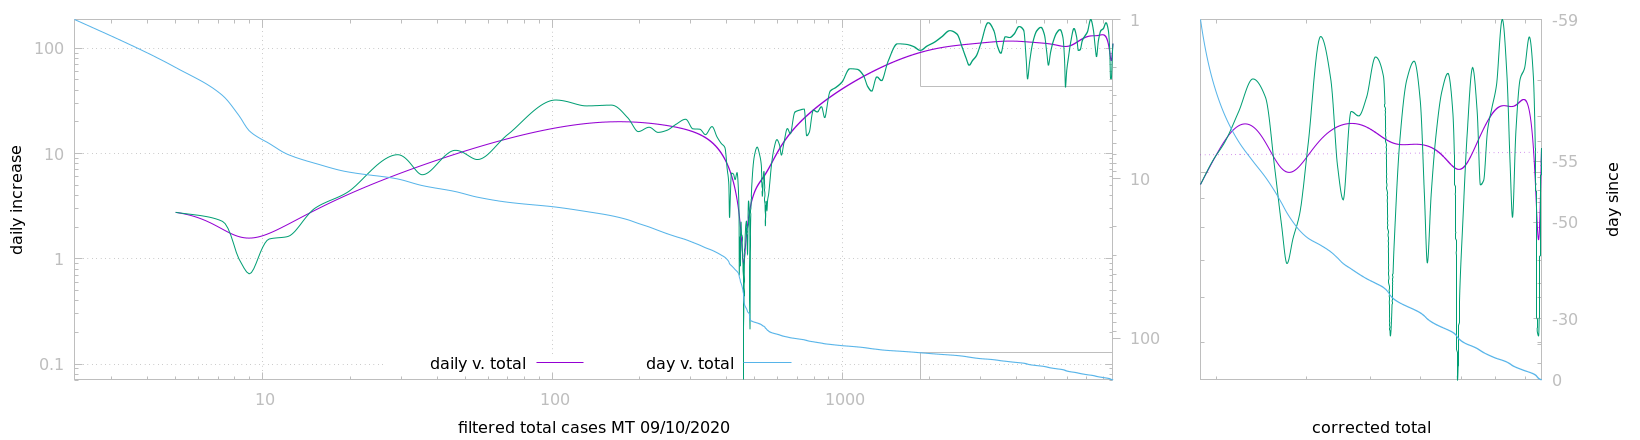 daily increase
100
10
1
0.1
10
100
1000
filtered total cases MT 09/10/2020
daily v. total
day v. total
1
10
100
-59
-55
-50
-30
0
day since
corrected total